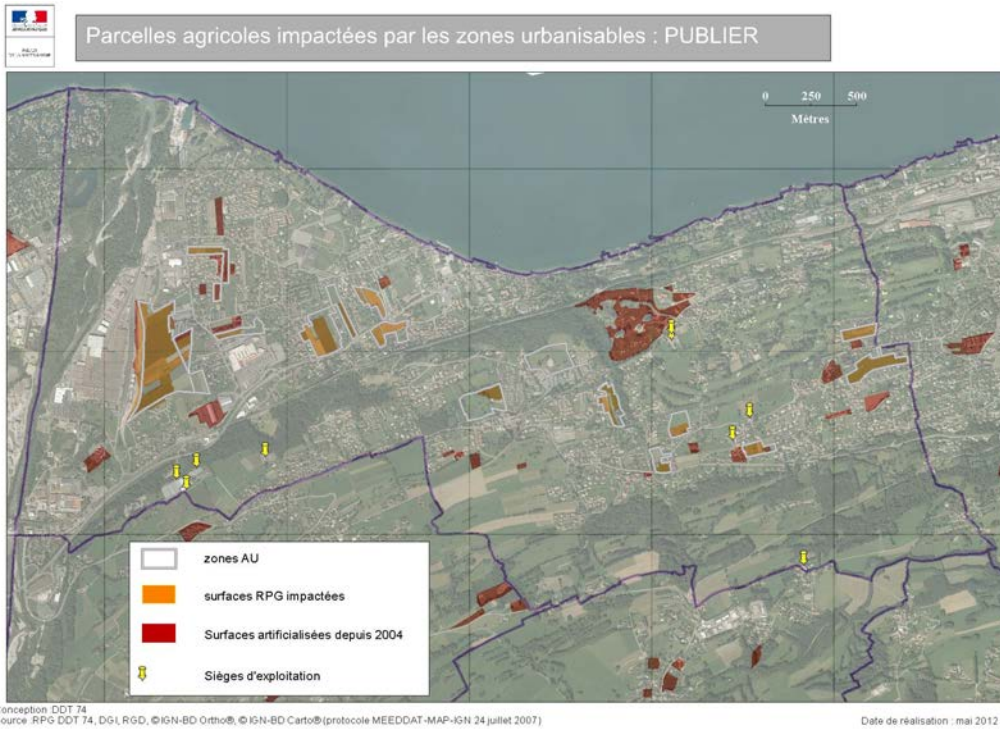 Parcelles agricoles impactées par les zones urbanisables : PUBLIER
0 250 500
Mètres
zones AU
surfaces RPG impactées
Surfaces artificialisées depuis 2004
Sièges d'exploitation
onception :DDT 74
ource :RPG DDT 74, DGI, RGD, ©IGN-BD Ortho®, ©IGN-BD Carto® (protocole MEEDDAT-MAP-IGN 24 juillet 2007)
Date de réalisation : mai 2012